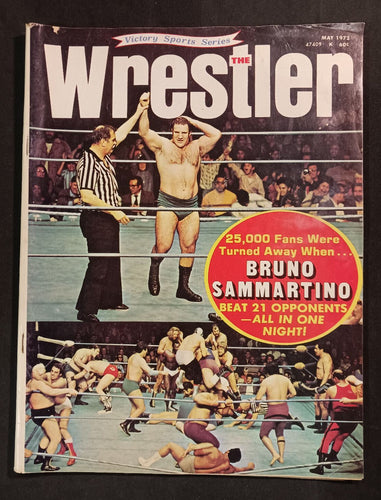 Victory Sports Series
MAY 1972
47409 K 60¢
THE
Wrestler
25,000 Fans Were
Turned Away When...
BRUNO
SAMMARTINO
BEAT 21 OPPONENTS
—ALL IN ONE
NIGHT!